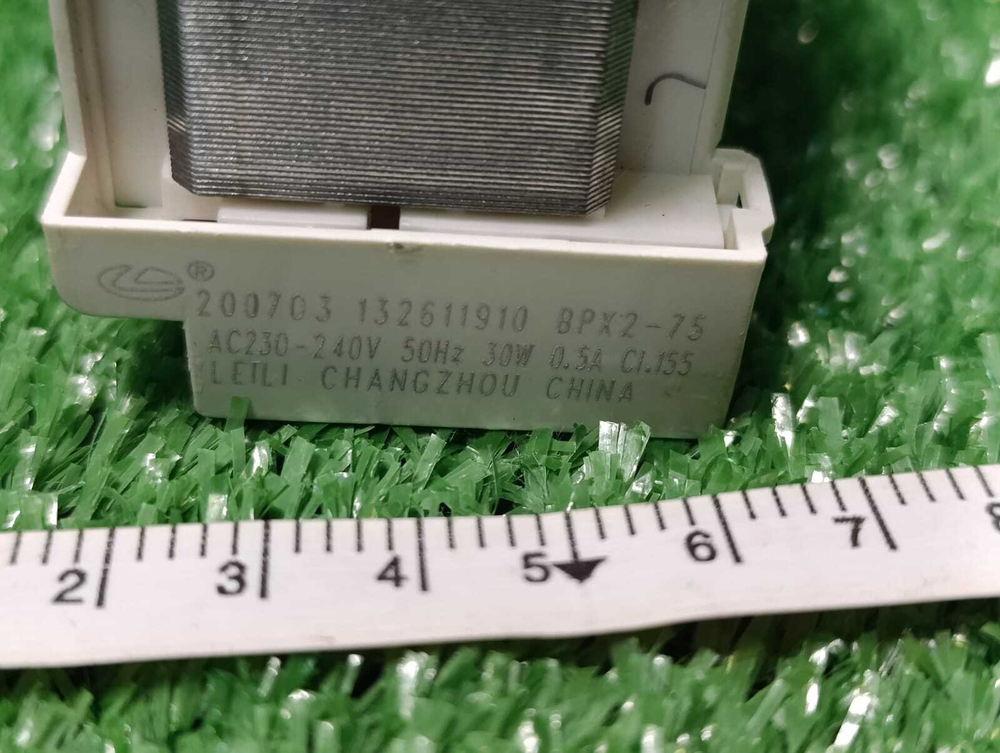 ®
200703 132611910 BPX2-75
AC230-240V 50Hz 30W 0.5A Cl.155
LEILI CHANGZHOU CHINA
2 3 4 5 6 7 8